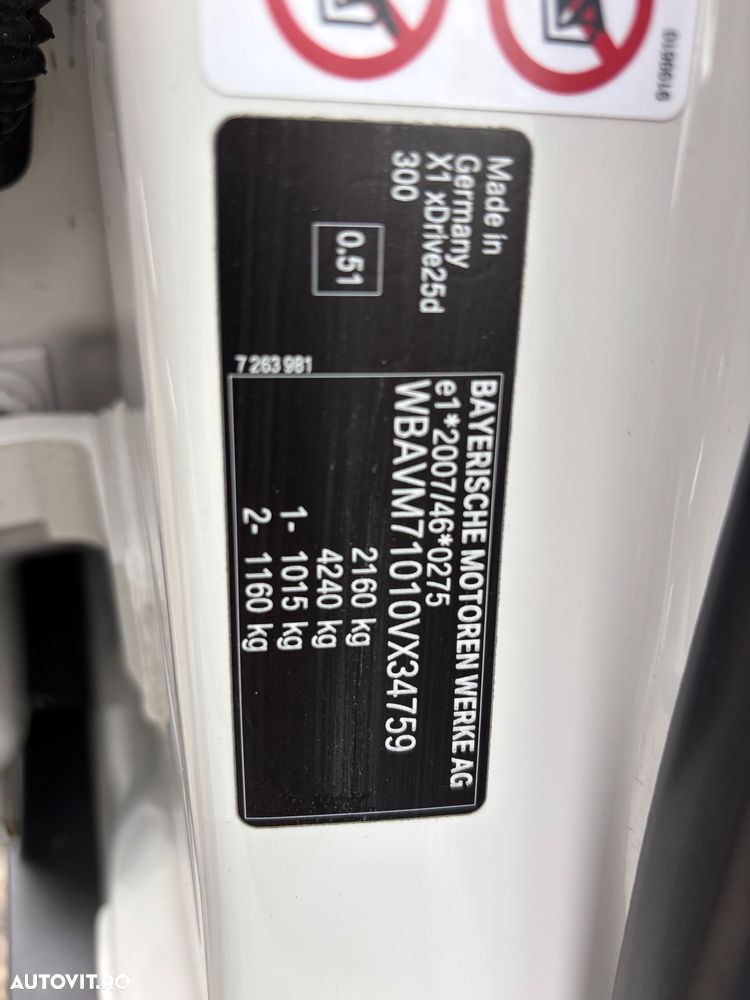 0196616
Made in
Germany
X1 xDrive25d
300
0.51
7 263 981
BAYERISCHE MOTOREN WERKE AG
e1*2007/46*0275
WBAVM71010VX34759
2160 kg
4240 kg
1- 1015 kg
2- 1160 kg
AUTOVIT.RO